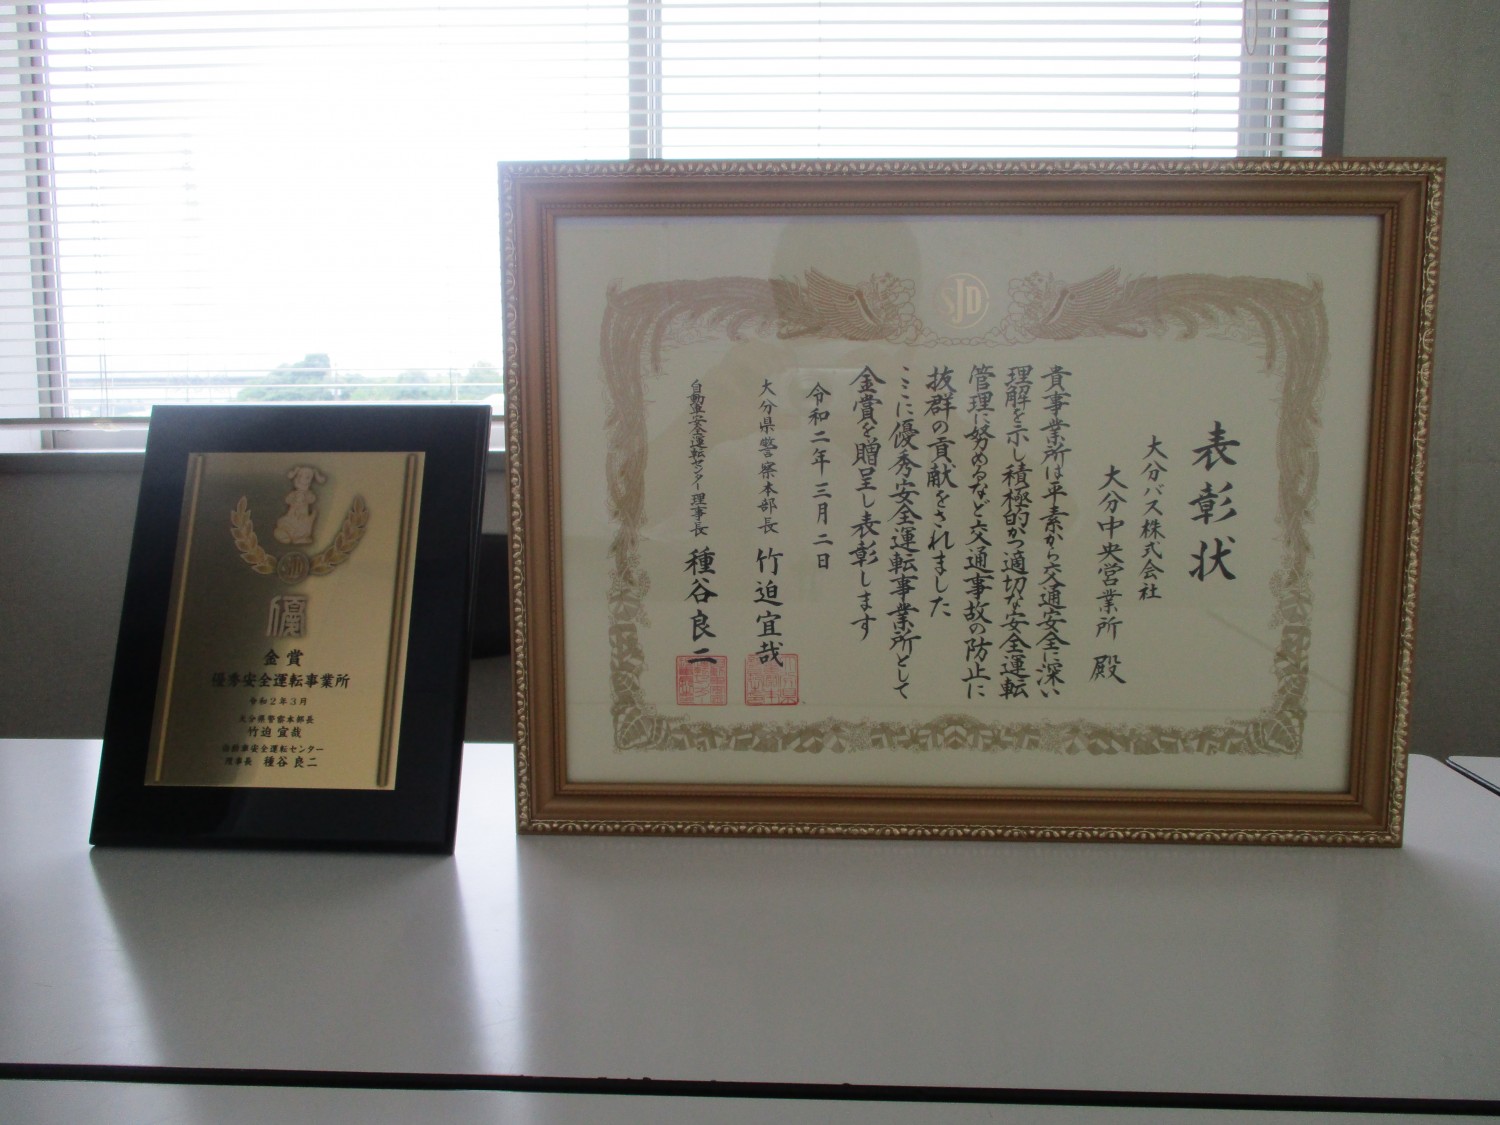 SJD
表彰状
大分バス株式会社
大分中央営業所 殿
貴事業所は平素から交通安全に深い
理解を示し積極的かつ適切な安全運転
管理に努めるなど交通事故の防止に
抜群の貢献をされました
ここに優秀安全運転事業所として
金賞を贈呈し表彰します
令和二年三月二日
大分県警察本部長 竹迫宜哉
自動車安全運転センター理事長 種谷良二
SJD
優
金賞
優秀安全運転事業所
令和2年3月
大分県警察本部長
竹迫 宜哉
自動車安全運転センター
理事長 種谷 良二